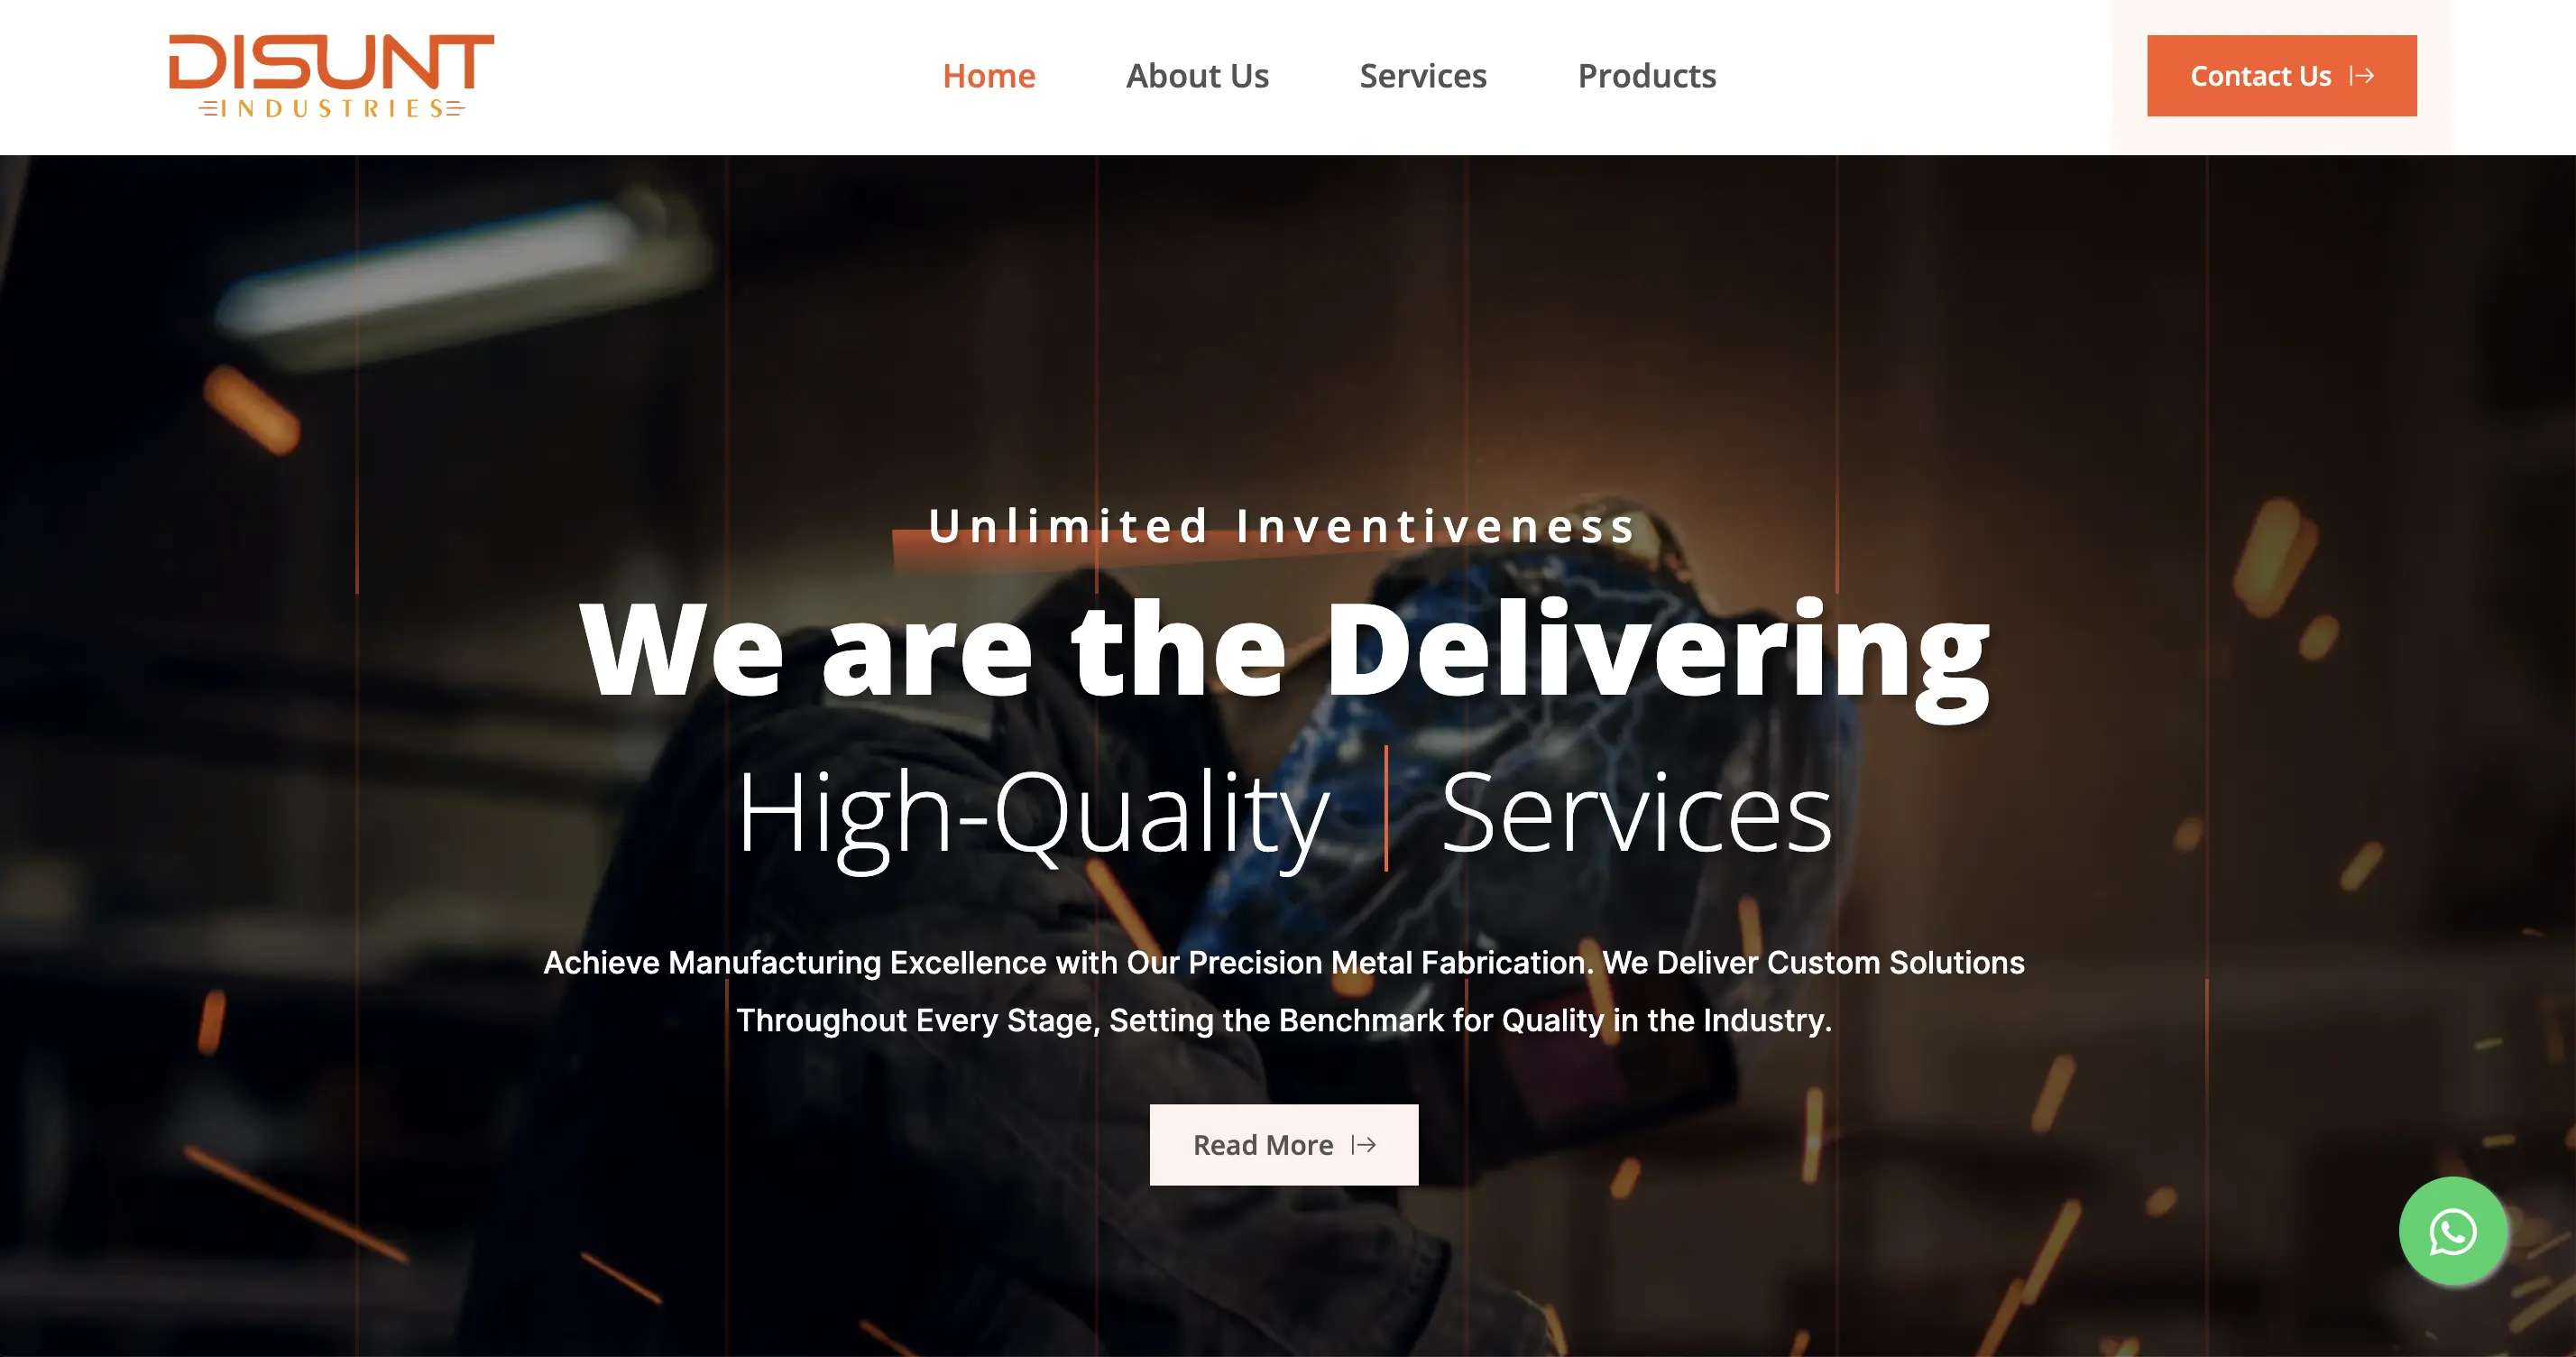 DISUNT
INDUSTRIES
Home
About Us
Services
Products
Contact Us
Unlimited Inventiveness
We are the Delivering
High-Quality | Services
Achieve Manufacturing Excellence with Our Precision Metal Fabrication. We Deliver Custom Solutions
Throughout Every Stage, Setting the Benchmark for Quality in the Industry.
Read More